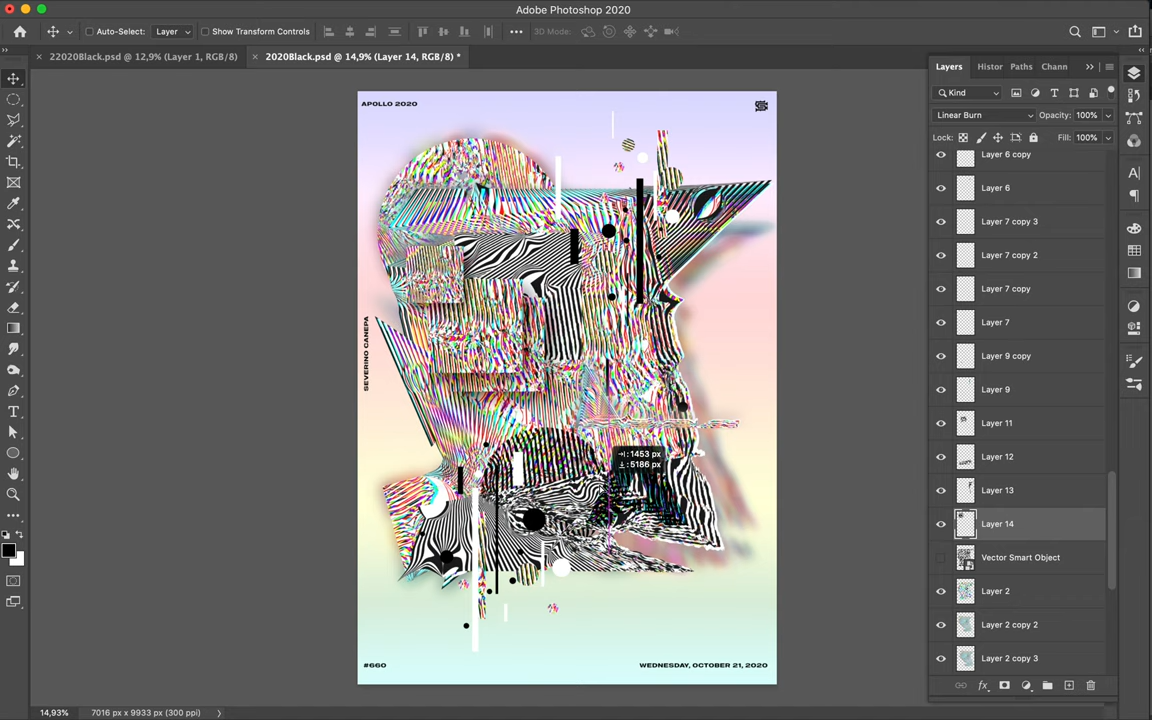 Adobe Photoshop 2020
Auto-Select: Layer Show Transform Controls 3D Mode:
22020Black.psd @ 12,9% (Layer 1, RGB/8)
2020Black.psd @ 14,9% (Layer 14, RGB/8) *
Layers Histor Paths Chann
Kind
Linear Burn Opacity: 100%
Lock: Fill: 100%
Layer 6 copy
Layer 6
Layer 7 copy 3
Layer 7 copy 2
Layer 7 copy
Layer 7
Layer 9 copy
Layer 9
Layer 11
Layer 12
Layer 13
Layer 14
Vector Smart Object
Layer 2
Layer 2 copy 2
Layer 2 copy 3
APOLLO 2020
SEVERINO CANEPA
→|: 1453 px
↓: 5186 px
#660
WEDNESDAY, OCTOBER 21, 2020
14,93% 7016 px x 9933 px (300 ppi)